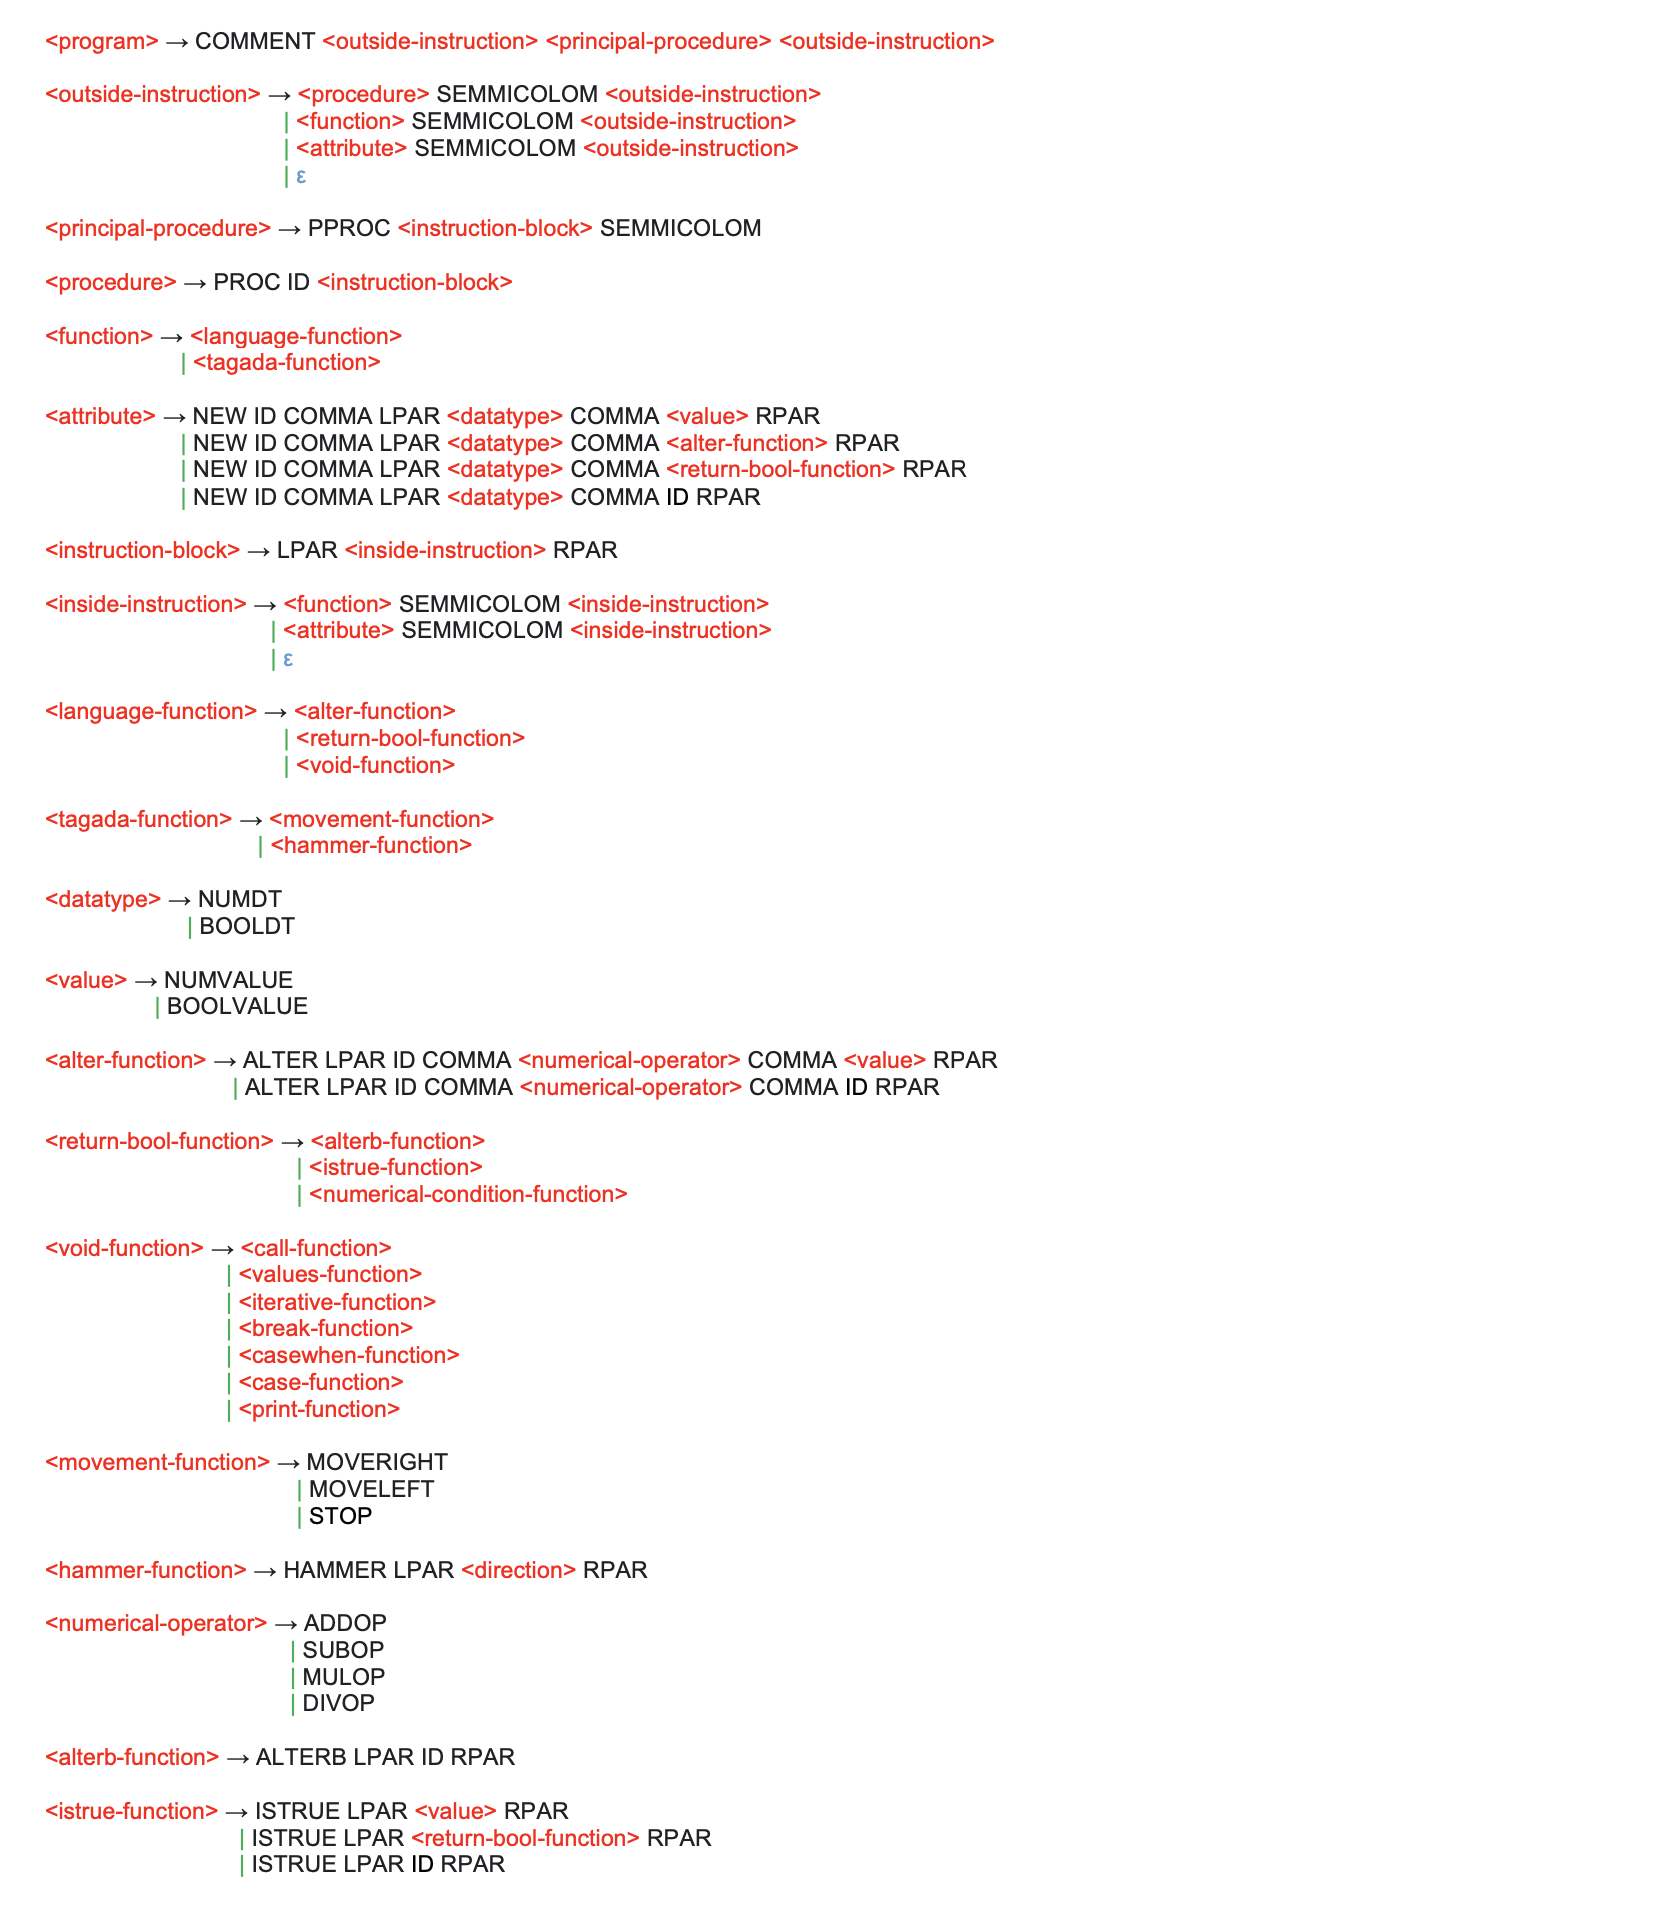 <program> → COMMENT <outside-instruction> <principal-procedure> <outside-instruction>
<outside-instruction> → <procedure> SEMMICOLOM <outside-instruction>
| <function> SEMMICOLOM <outside-instruction>
| <attribute> SEMMICOLOM <outside-instruction>
| ε
<principal-procedure> → PPROC <instruction-block> SEMMICOLOM
<procedure> → PROC ID <instruction-block>
<function> → <language-function>
| <tagada-function>
<attribute> → NEW ID COMMA LPAR <datatype> COMMA <value> RPAR
| NEW ID COMMA LPAR <datatype> COMMA <alter-function> RPAR
| NEW ID COMMA LPAR <datatype> COMMA <return-bool-function> RPAR
| NEW ID COMMA LPAR <datatype> COMMA ID RPAR
<instruction-block> → LPAR <inside-instruction> RPAR
<inside-instruction> → <function> SEMMICOLOM <inside-instruction>
| <attribute> SEMMICOLOM <inside-instruction>
| ε
<language-function> → <alter-function>
| <return-bool-function>
| <void-function>
<tagada-function> → <movement-function>
| <hammer-function>
<datatype> → NUMDT
| BOOLDT
<value> → NUMVALUE
| BOOLVALUE
<alter-function> → ALTER LPAR ID COMMA <numerical-operator> COMMA <value> RPAR
| ALTER LPAR ID COMMA <numerical-operator> COMMA ID RPAR
<return-bool-function> → <alterb-function>
| <istrue-function>
| <numerical-condition-function>
<void-function> → <call-function>
| <values-function>
| <iterative-function>
| <break-function>
| <casewhen-function>
| <case-function>
| <print-function>
<movement-function> → MOVERIGHT
| MOVELEFT
| STOP
<hammer-function> → HAMMER LPAR <direction> RPAR
<numerical-operator> → ADDOP
| SUBOP
| MULOP
| DIVOP
<alterb-function> → ALTERB LPAR ID RPAR
<istrue-function> → ISTRUE LPAR <value> RPAR
| ISTRUE LPAR <return-bool-function> RPAR
| ISTRUE LPAR ID RPAR